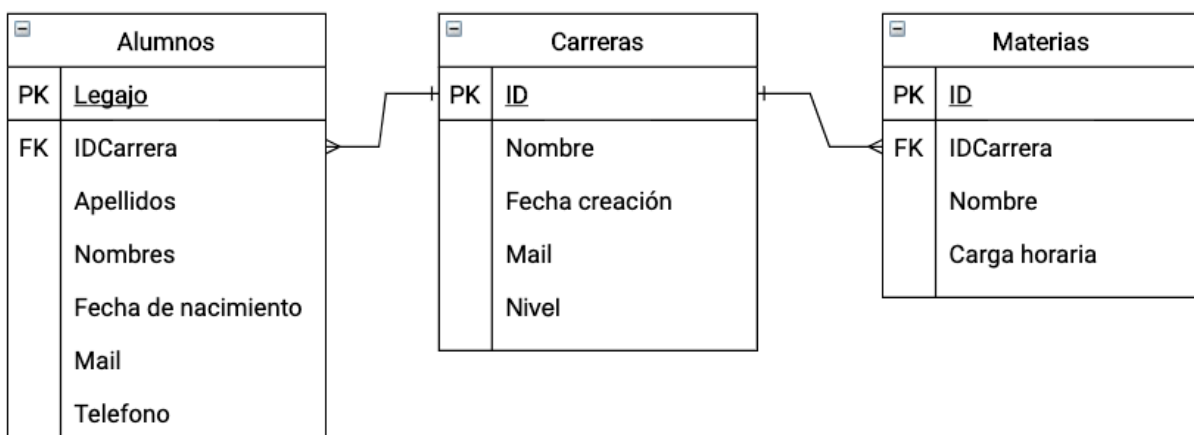 Alumnos
PK Legajo
FK IDCarrera
Apellidos
Nombres
Fecha de nacimiento
Mail
Telefono
Carreras
PK ID
Nombre
Fecha creación
Mail
Nivel
Materias
PK ID
FK IDCarrera
Nombre
Carga horaria